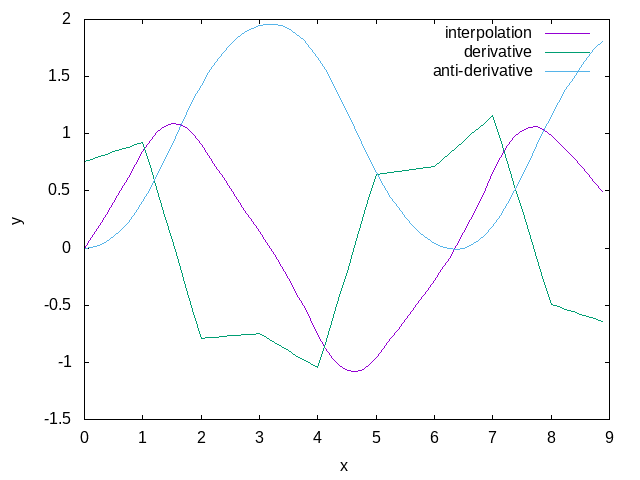 2
1.5
1
0.5
0
-0.5
-1
-1.5
0 1 2 3 4 5 6 7 8 9
y
x
interpolation
derivative
anti-derivative